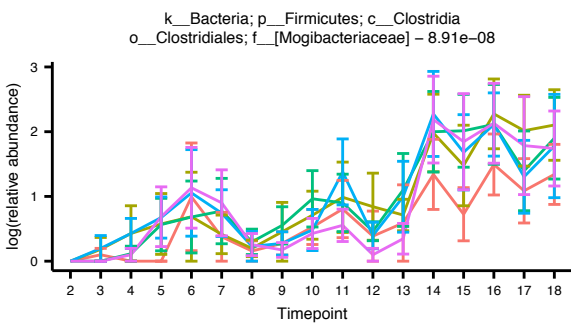 k__Bacteria; p__Firmicutes; c__Clostridia
o__Clostridiales; f__[Mogibacteriaceae] − 8.91e−08
log(relative abundance)
3
2
1
0
2 3 4 5 6 7 8 9 10 11 12 13 14 15 16 17 18
Timepoint